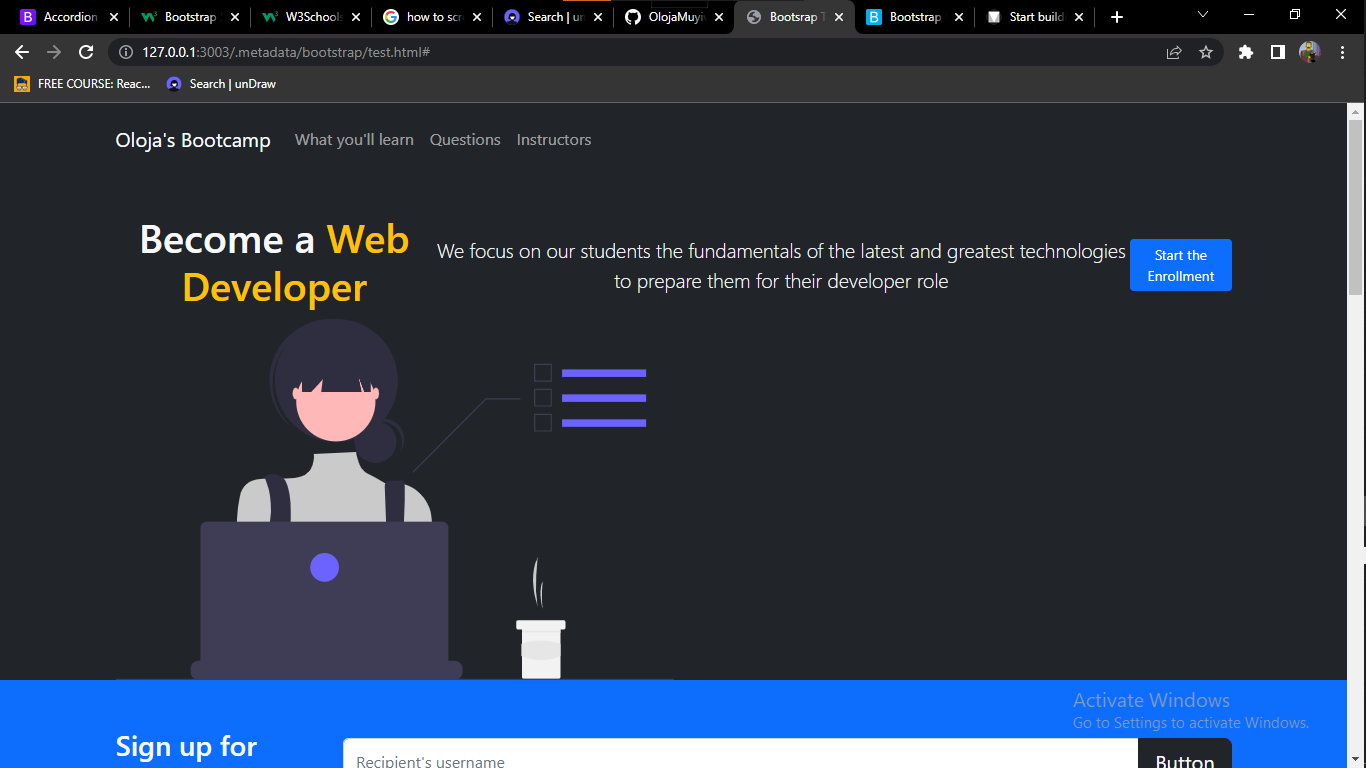 Accordion
Bootstrap
W3Schools
how to scr
Search | un
OlojaMuyiw
Bootsrap T
Bootstrap
Start build
127.0.0.1:3003/.metadata/bootstrap/test.html#
FREE COURSE: Reac...
Search | unDraw
Oloja's Bootcamp What you'll learn Questions Instructors
Become a Web
Developer
We focus on our students the fundamentals of the latest and greatest technologies
to prepare them for their developer role
Start the
Enrollment
Activate Windows
Go to Settings to activate Windows.
Sign up for
Recipient's username
Button